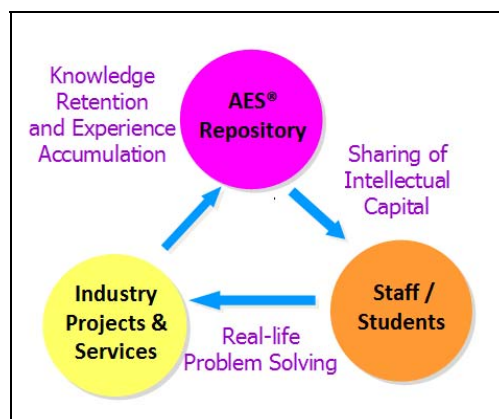 Knowledge
Retention
and Experience
Accumulation
AES®
Repository
Sharing of
Intellectual
Capital
Industry
Projects &
Services
Staff /
Students
Real-life
Problem Solving